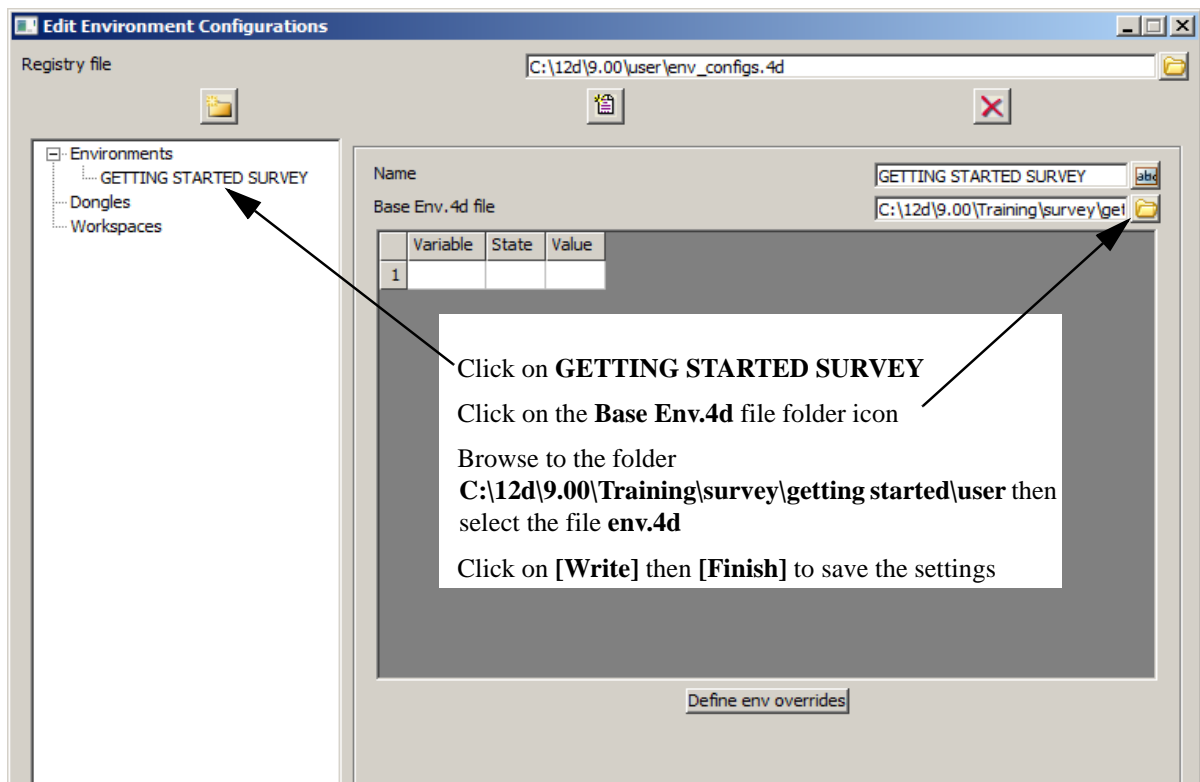 Edit Environment Configurations
Registry file
C:\12d\9.00\user\env_configs.4d
Environments
GETTING STARTED SURVEY
Dongles
Workspaces
Name
GETTING STARTED SURVEY
abc
Base Env.4d file
C:\12d\9.00\Training\survey\get
Variable State Value
1
Click on GETTING STARTED SURVEY
Click on the Base Env.4d file folder icon
Browse to the folder
C:\12d\9.00\Training\survey\getting started\user then
select the file env.4d
Click on [Write] then [Finish] to save the settings
Define env overrides